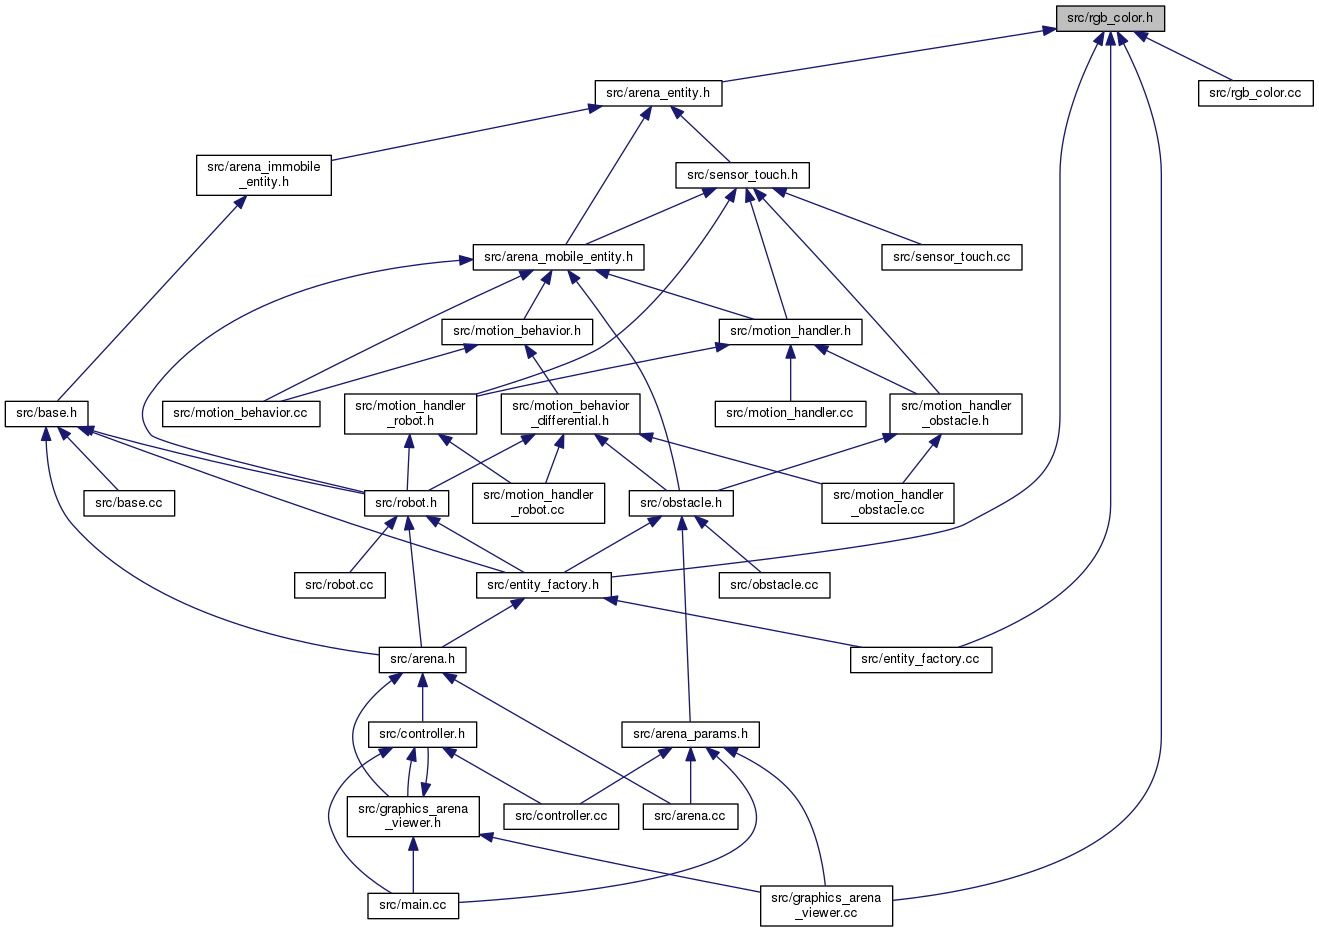 src/rgb_color.h
src/arena_entity.h
src/rgb_color.cc
src/arena_immobile
_entity.h
src/sensor_touch.h
src/arena_mobile_entity.h
src/sensor_touch.cc
src/motion_behavior.h
src/motion_handler.h
src/base.h
src/motion_behavior.cc
src/motion_handler
_robot.h
src/motion_behavior
_differential.h
src/motion_handler.cc
src/motion_handler
_obstacle.h
src/base.cc
src/robot.h
src/motion_handler
_robot.cc
src/obstacle.h
src/motion_handler
_obstacle.cc
src/robot.cc
src/entity_factory.h
src/obstacle.cc
src/arena.h
src/entity_factory.cc
src/controller.h
src/arena_params.h
src/graphics_arena
_viewer.h
src/controller.cc
src/arena.cc
src/main.cc
src/graphics_arena
_viewer.cc